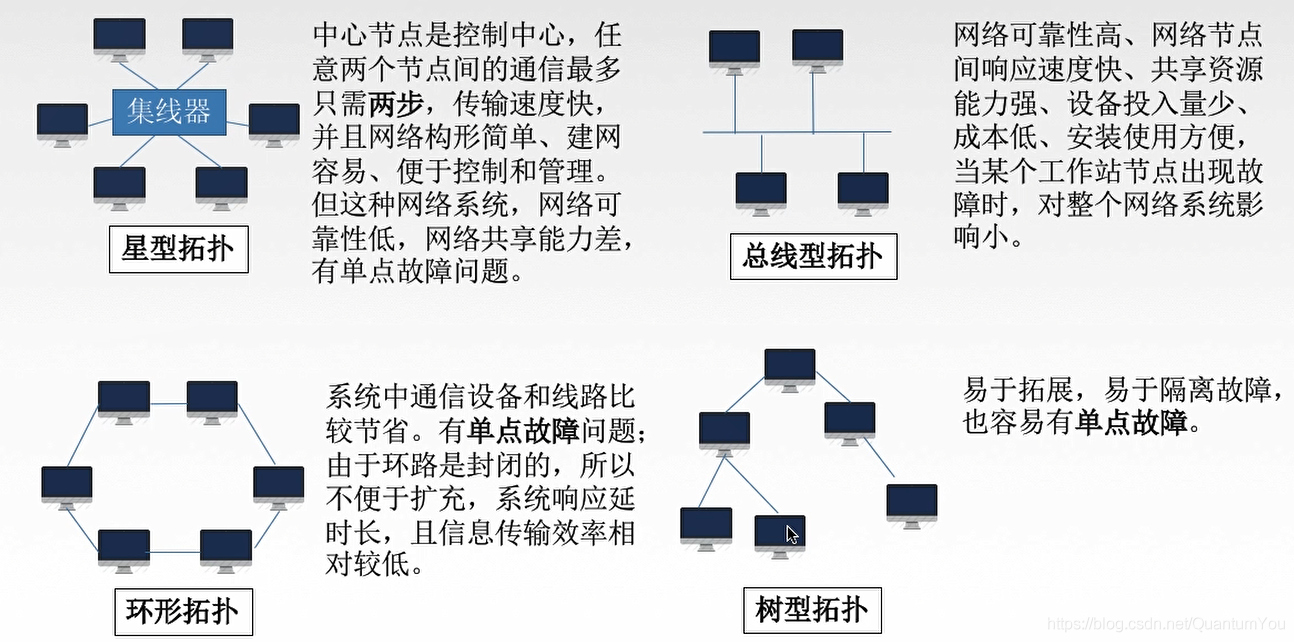 集线器
星型拓扑
中心节点是控制中心，任
意两个节点间的通信最多
只需两步，传输速度快，
并且网络构形简单、建网
容易、便于控制和管理。
但这种网络系统，网络可
靠性低，网络共享能力差，
有单点故障问题。
总线型拓扑
网络可靠性高、网络节点
间响应速度快、共享资源
能力强、设备投入量少、
成本低、安装使用方便，
当某个工作站节点出现故
障时，对整个网络系统影
响小。
环形拓扑
系统中通信设备和线路比
较节省。有单点故障问题；
由于环路是封闭的，所以
不便于扩充，系统响应延
时长，且信息传输效率相
对较低。
树型拓扑
易于拓展，易于隔离故障，
也容易有单点故障。
https://blog.csdn.net/QuantumYou